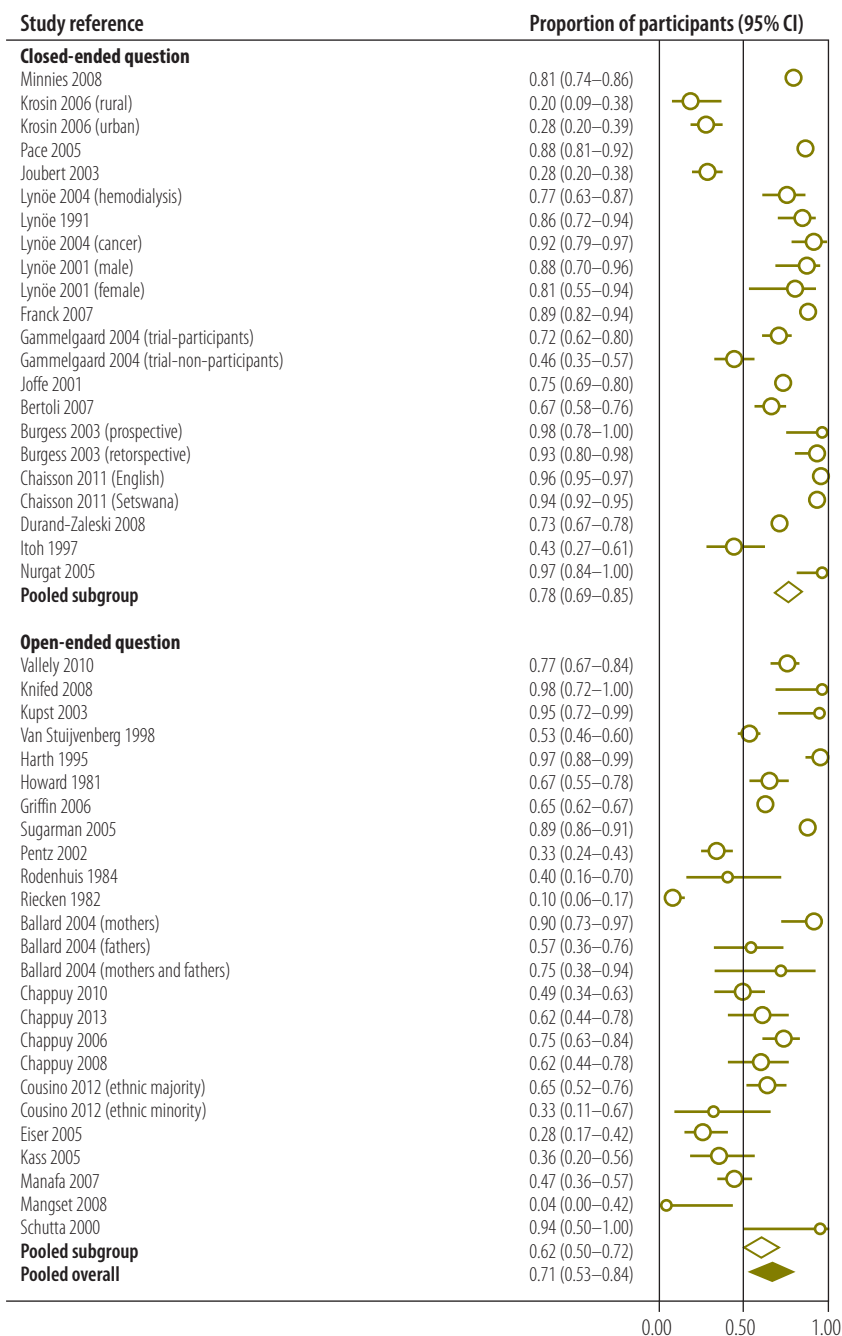 Study reference Proportion of participants (95% CI)
Closed-ended question
Minnies 2008 0.81 (0.74–0.86)
Krosin 2006 (rural) 0.20 (0.09–0.38)
Krosin 2006 (urban) 0.28 (0.20–0.39)
Pace 2005 0.88 (0.81–0.92)
Joubert 2003 0.28 (0.20–0.38)
Lynöe 2004 (hemodialysis) 0.77 (0.63–0.87)
Lynöe 1991 0.86 (0.72–0.94)
Lynöe 2004 (cancer) 0.92 (0.79–0.97)
Lynöe 2001 (male) 0.88 (0.70–0.96)
Lynöe 2001 (female) 0.81 (0.55–0.94)
Franck 2007 0.89 (0.82–0.94)
Gammelgaard 2004 (trial-participants) 0.72 (0.62–0.80)
Gammelgaard 2004 (trial-non-participants) 0.46 (0.35–0.57)
Joffe 2001 0.75 (0.69–0.80)
Bertoli 2007 0.67 (0.58–0.76)
Burgess 2003 (prospective) 0.98 (0.78–1.00)
Burgess 2003 (retorspective) 0.93 (0.80–0.98)
Chaisson 2011 (English) 0.96 (0.95–0.97)
Chaisson 2011 (Setswana) 0.94 (0.92–0.95)
Durand-Zaleski 2008 0.73 (0.67–0.78)
Itoh 1997 0.43 (0.27–0.61)
Nurgat 2005 0.97 (0.84–1.00)
Pooled subgroup 0.78 (0.69–0.85)
Open-ended question
Vallely 2010 0.77 (0.67–0.84)
Knifed 2008 0.98 (0.72–1.00)
Kupst 2003 0.95 (0.72–0.99)
Van Stuijvenberg 1998 0.53 (0.46–0.60)
Harth 1995 0.97 (0.88–0.99)
Howard 1981 0.67 (0.55–0.78)
Griffin 2006 0.65 (0.62–0.67)
Sugarman 2005 0.89 (0.86–0.91)
Pentz 2002 0.33 (0.24–0.43)
Rodenhuis 1984 0.40 (0.16–0.70)
Riecken 1982 0.10 (0.06–0.17)
Ballard 2004 (mothers) 0.90 (0.73–0.97)
Ballard 2004 (fathers) 0.57 (0.36–0.76)
Ballard 2004 (mothers and fathers) 0.75 (0.38–0.94)
Chappuy 2010 0.49 (0.34–0.63)
Chappuy 2013 0.62 (0.44–0.78)
Chappuy 2006 0.75 (0.63–0.84)
Chappuy 2008 0.62 (0.44–0.78)
Cousino 2012 (ethnic majority) 0.65 (0.52–0.76)
Cousino 2012 (ethnic minority) 0.33 (0.11–0.67)
Eiser 2005 0.28 (0.17–0.42)
Kass 2005 0.36 (0.20–0.56)
Manafa 2007 0.47 (0.36–0.57)
Mangset 2008 0.04 (0.00–0.42)
Schutta 2000 0.94 (0.50–1.00)
Pooled subgroup 0.62 (0.50–0.72)
Pooled overall 0.71 (0.53–0.84)
0.00 0.50 1.00